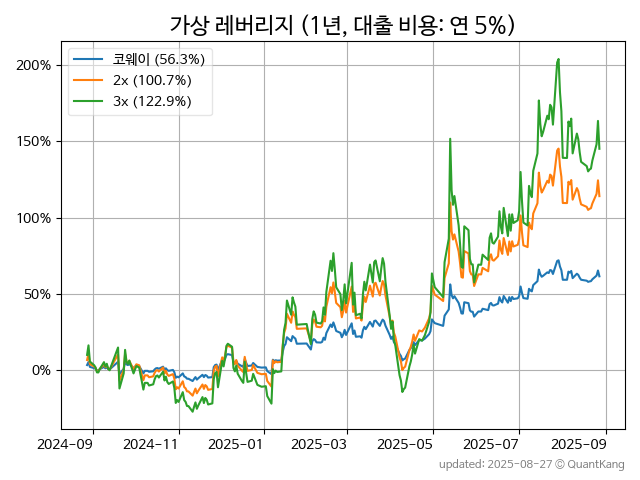 가상 레버리지 (1년, 대출 비용: 연 5%)
코웨이 (56.3%)
2x (100.7%)
3x (122.9%)
200%
150%
100%
50%
0%
2024-09 2024-11 2025-01 2025-03 2025-05 2025-07 2025-09
updated: 2025-08-27 © QuantKang